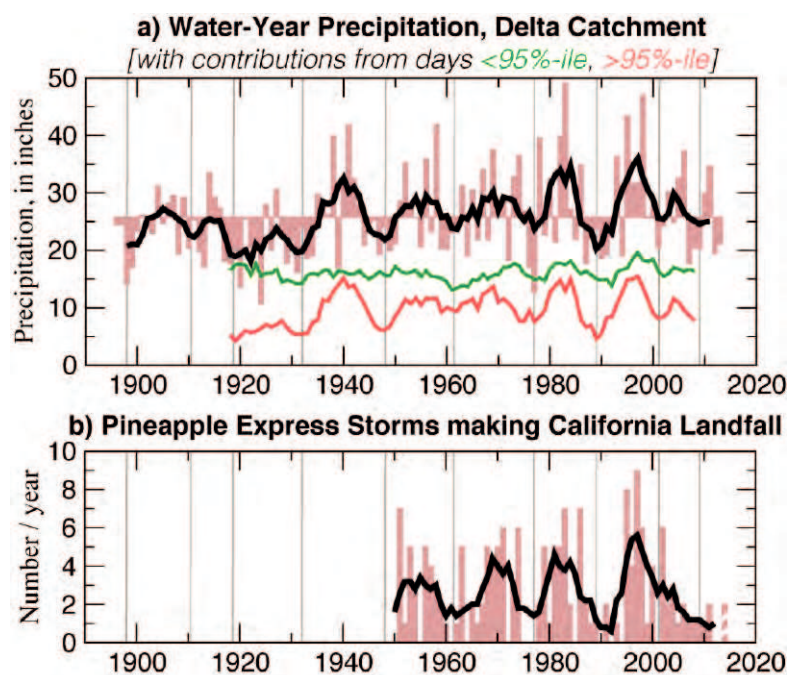 a) Water-Year Precipitation, Delta Catchment
[with contributions from days <95%-ile, >95%-ile]
Precipitation, in inches
50
40
30
20
10
0
1900 1920 1940 1960 1980 2000 2020
b) Pineapple Express Storms making California Landfall
Number / year
10
8
6
4
2
0
1900 1920 1940 1960 1980 2000 2020